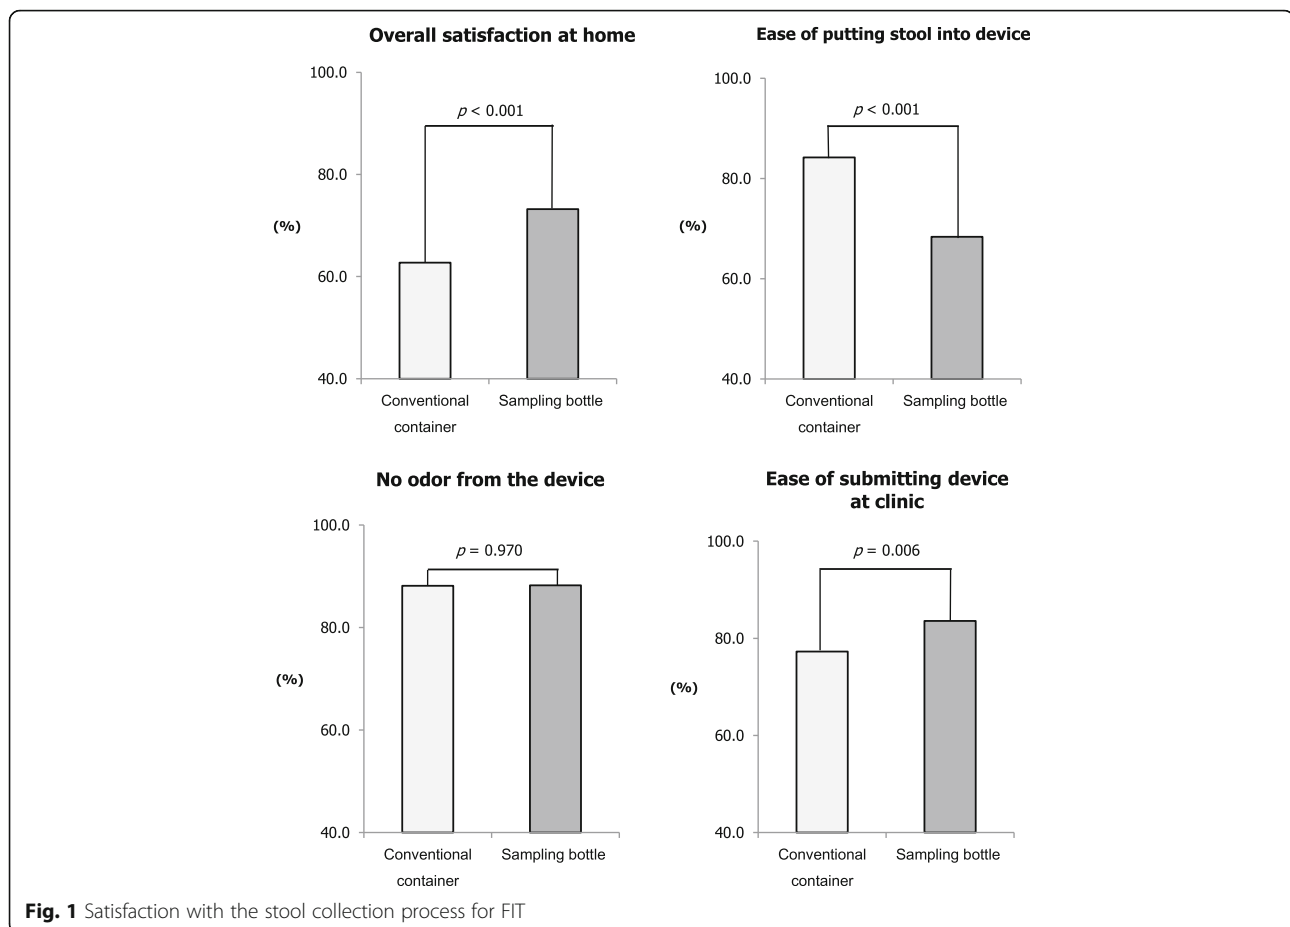 Overall satisfaction at home
100.0
p < 0.001
80.0
(%)
60.0
40.0
Conventional
container
Sampling bottle
Ease of putting stool into device
100.0
p < 0.001
80.0
(%)
60.0
40.0
Conventional
container
Sampling bottle
No odor from the device
100.0
p = 0.970
80.0
(%)
60.0
40.0
Conventional
container
Sampling bottle
Ease of submitting device
at clinic
100.0
p = 0.006
80.0
(%)
60.0
40.0
Conventional
container
Sampling bottle
Fig. 1 Satisfaction with the stool collection process for FIT